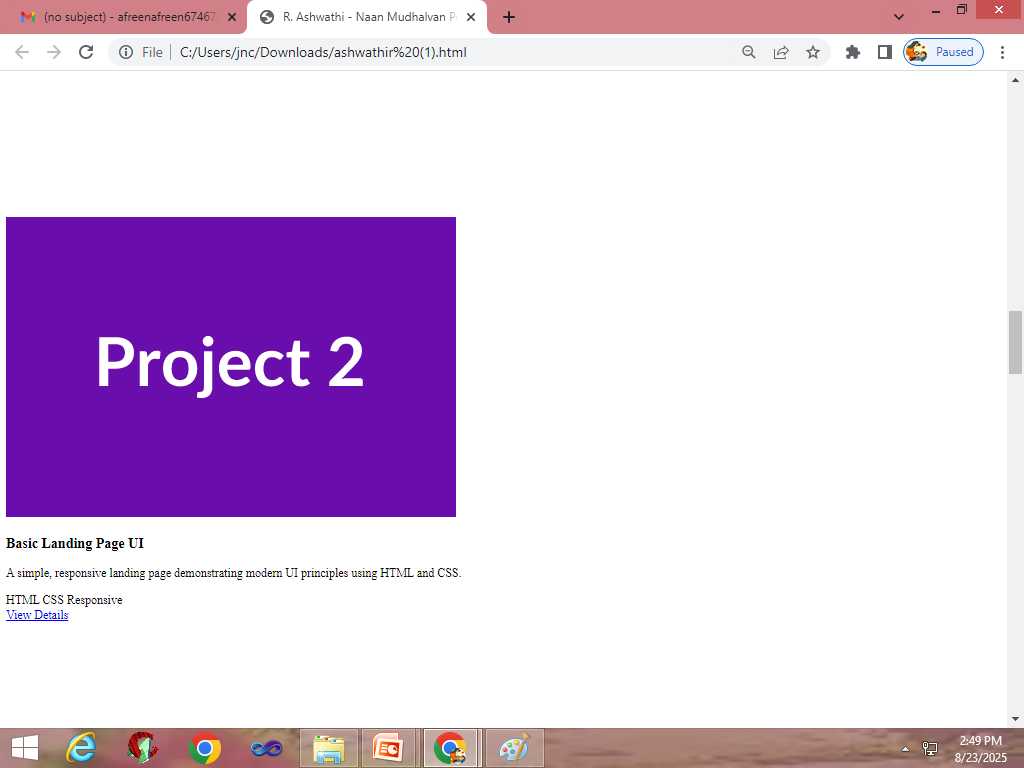 (no subject) - afreenafreen67467
R. Ashwathi - Naan Mudhalvan P
File
C:/Users/jnc/Downloads/ashwathir%20(1).html
Paused
Project 2
Basic Landing Page UI
A simple, responsive landing page demonstrating modern UI principles using HTML and CSS.
HTML CSS Responsive
View Details
2:49 PM
8/23/2025